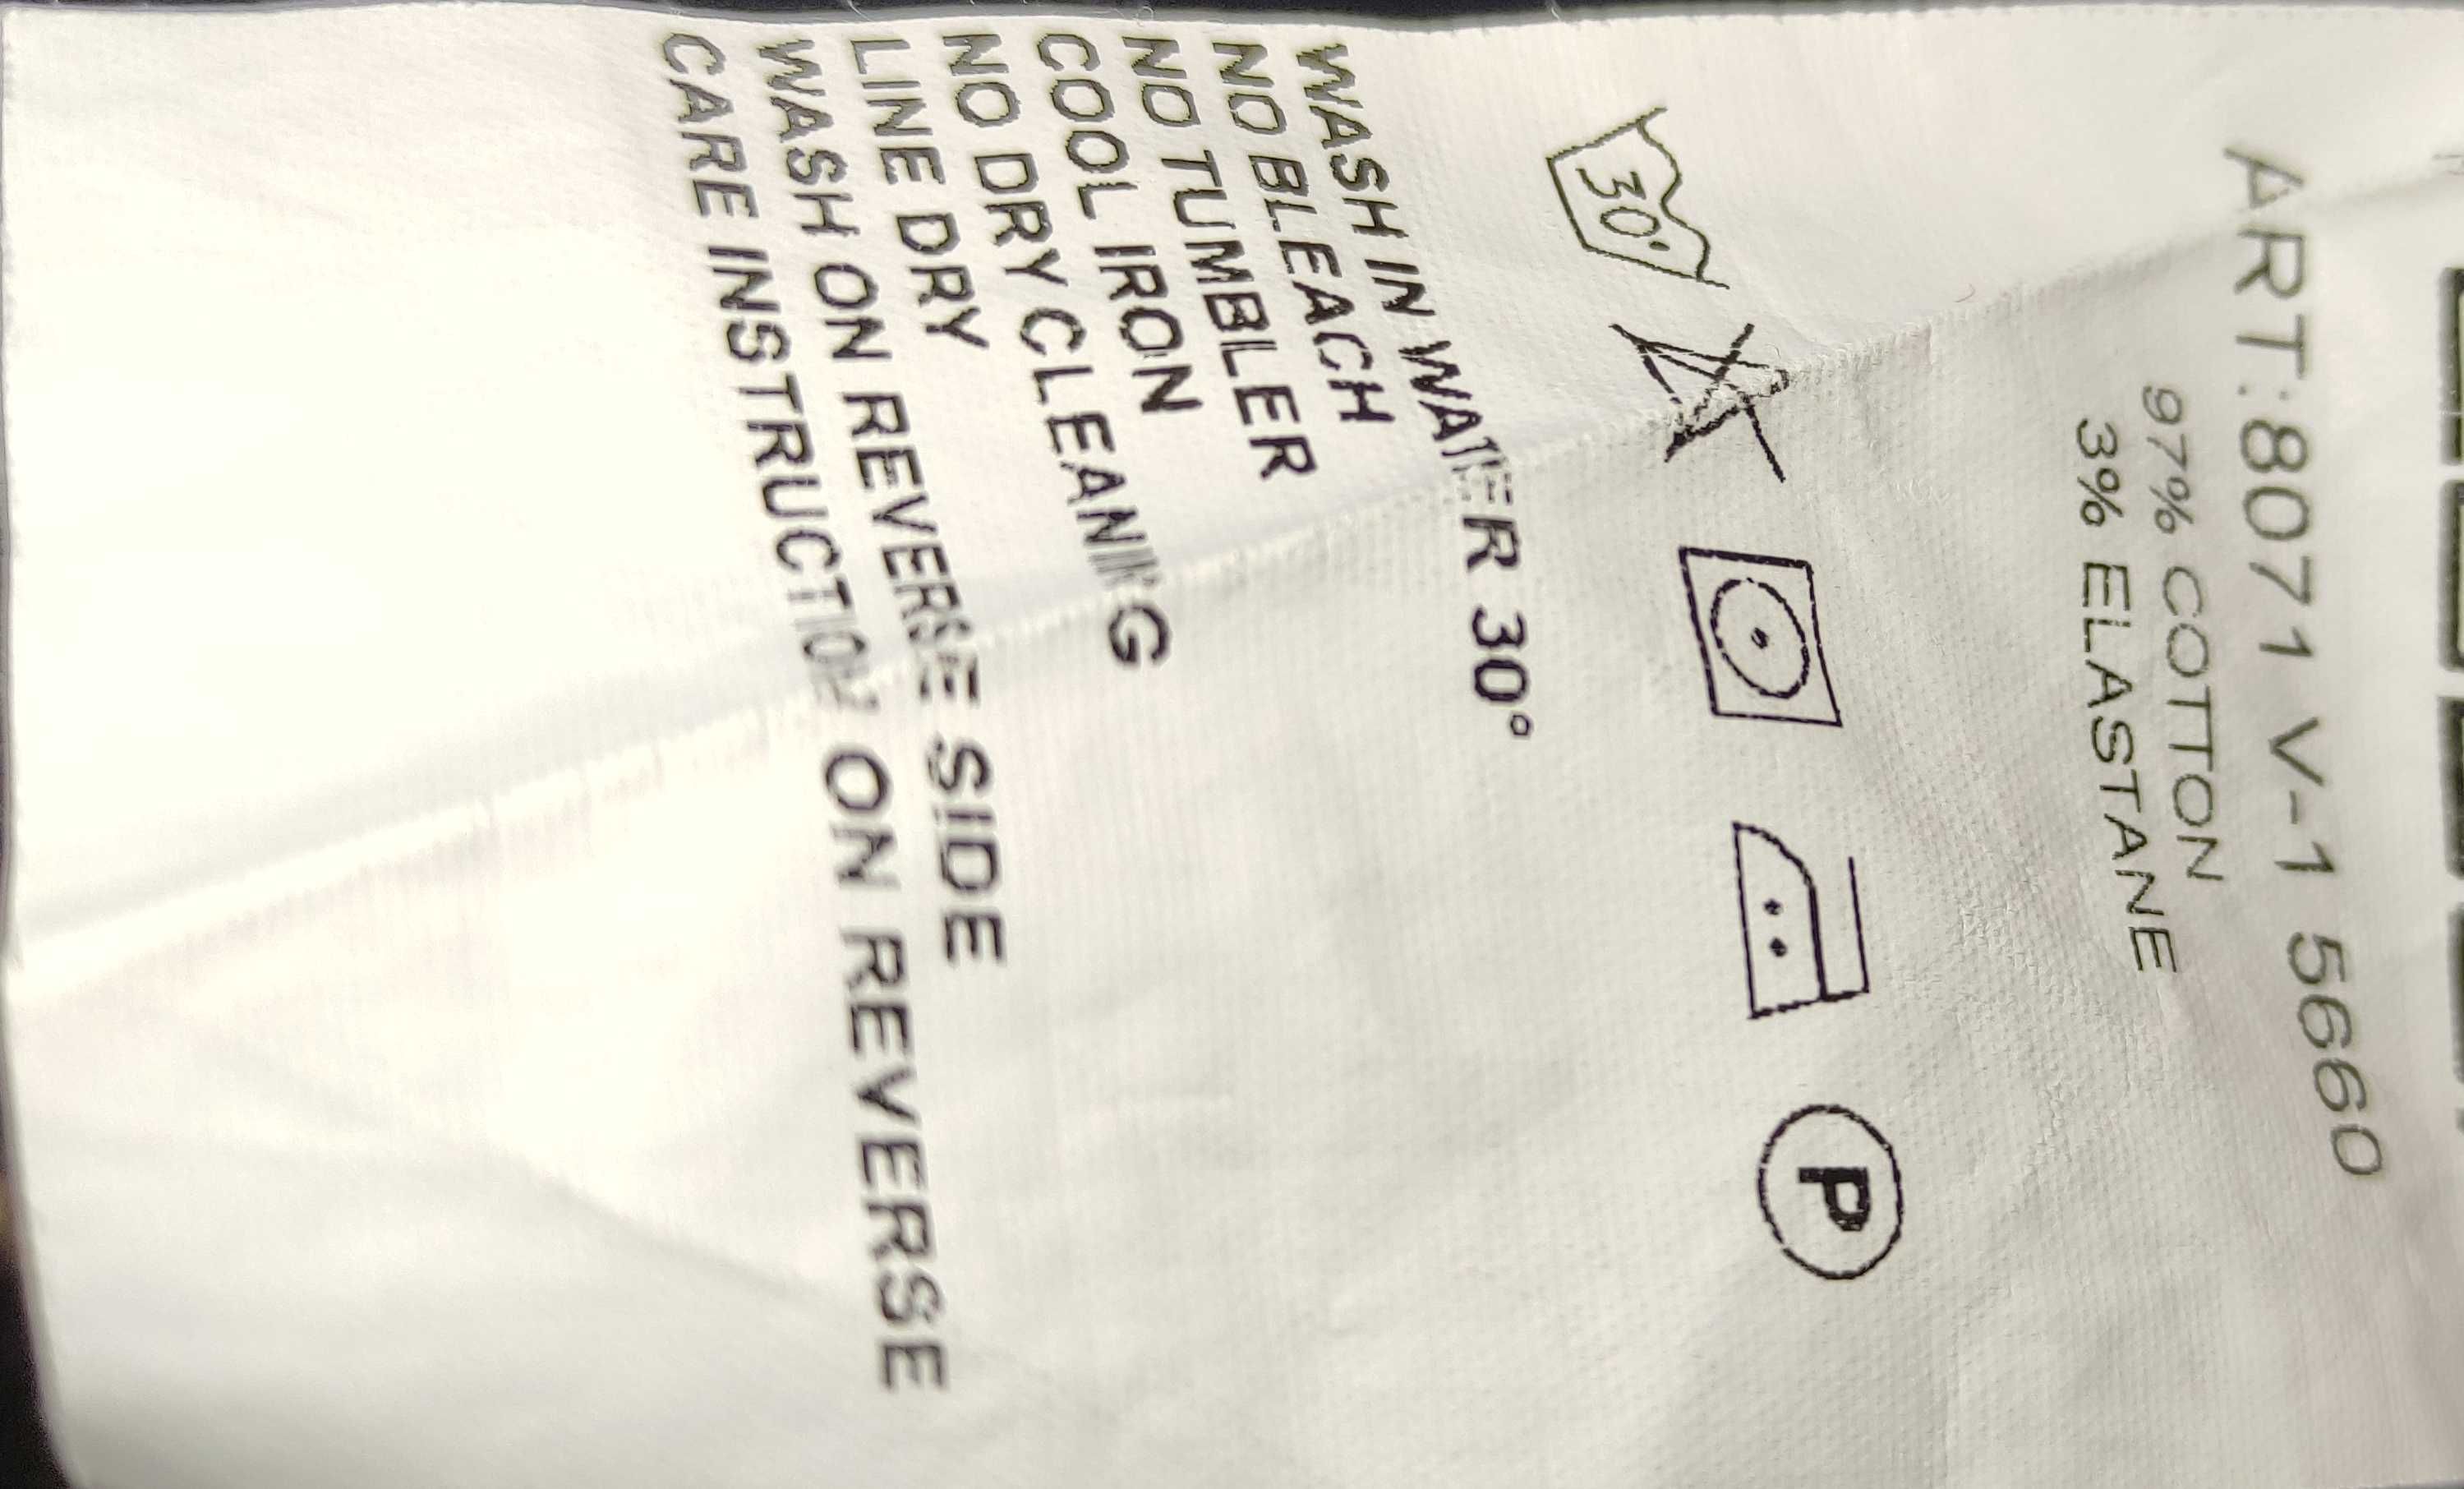 ART:8071 V-1 5660
97% COTTON
3% ELASTANE
30°
P
WASH IN WATER 30°
NO BLEACH
NO TUMBLER
COOL IRON
NO DRY CLEANING
LINE DRY
WASH ON REVERSE SIDE
CARE INSTRUCTION ON REVERSE